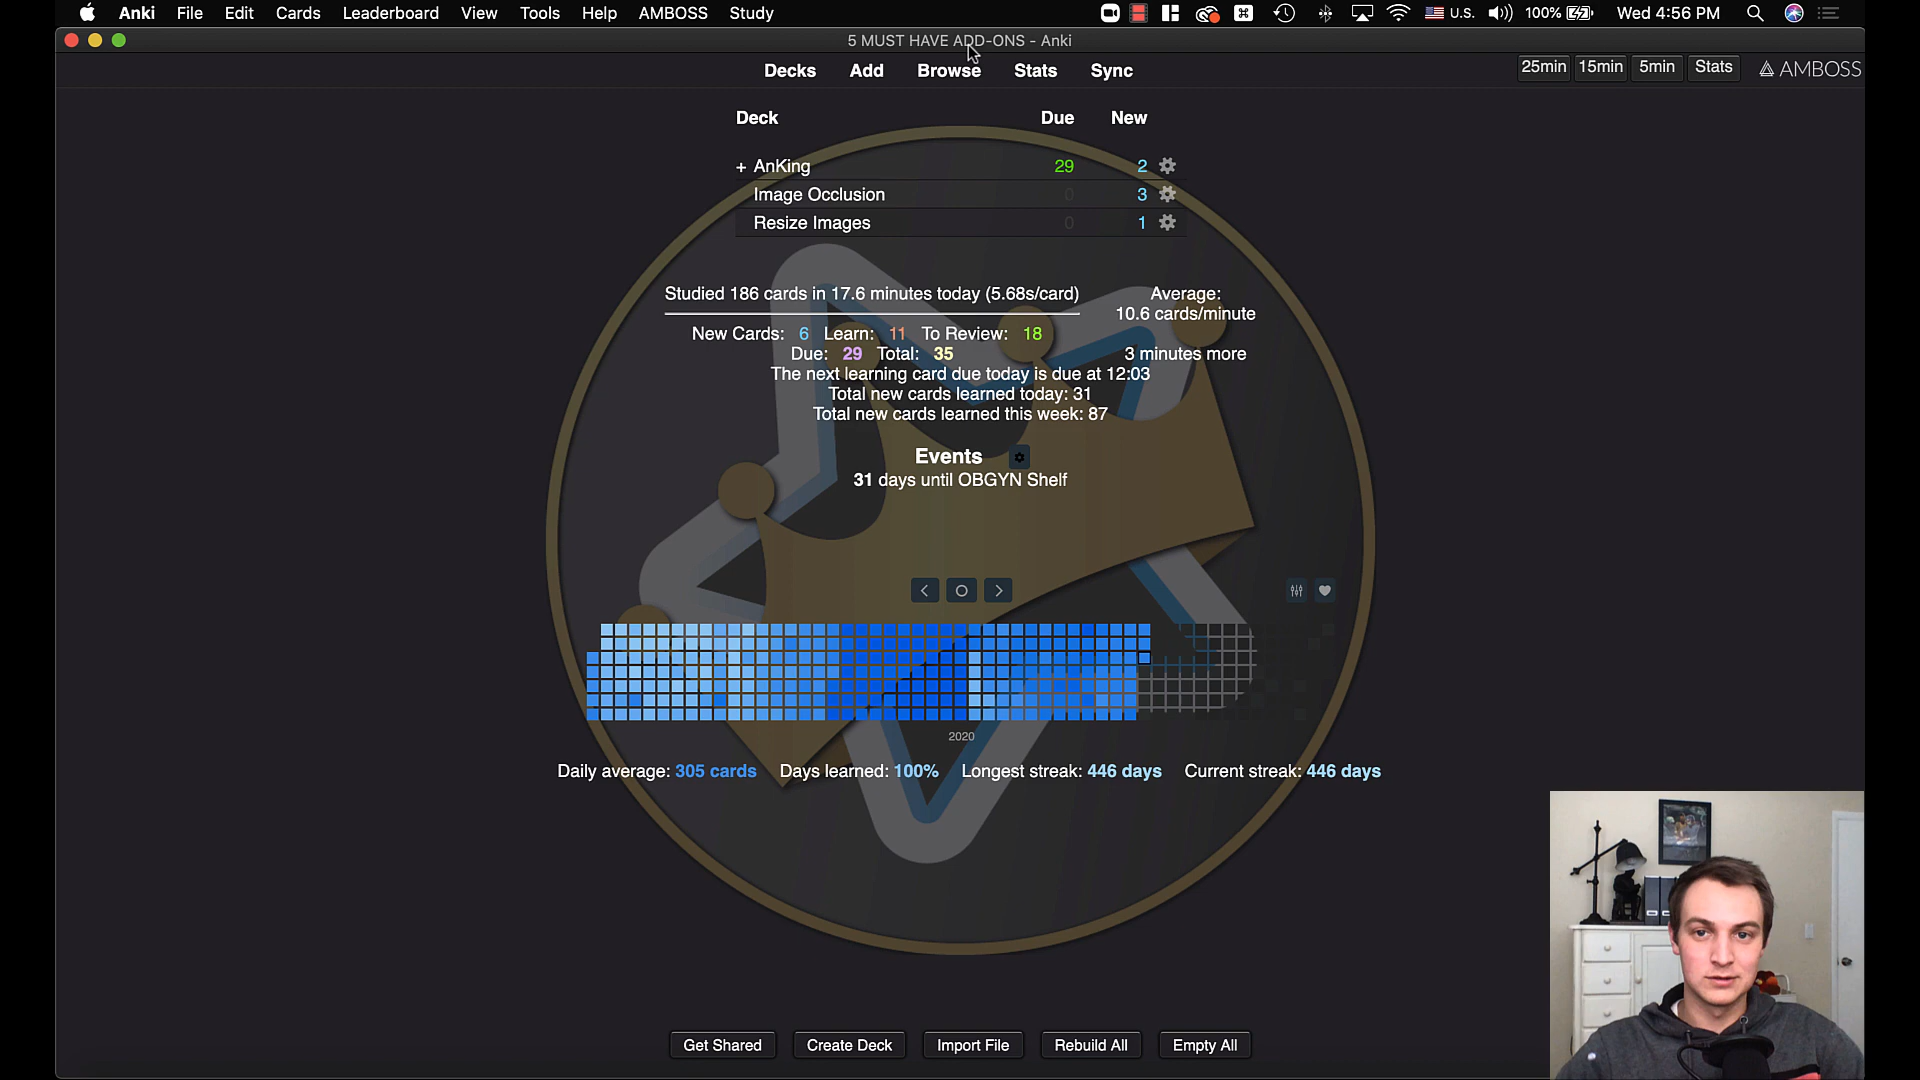 Anki File Edit Cards Leaderboard View Tools Help AMBOSS Study U.S. 100% Wed 4:56 PM
5 MUST HAVE ADD-ONS - Anki
Decks Add Browse Stats Sync 25min 15min 5min Stats AMBOSS
Deck Due New
+ AnKing 29 2
Image Occlusion 0 3
Resize Images 0 1
Studied 186 cards in 17.6 minutes today (5.68s/card) Average:
10.6 cards/minute
New Cards: 6 Learn: 11 To Review: 18
Due: 29 Total: 35 3 minutes more
The next learning card due today is due at 12:03
Total new cards learned today: 31
Total new cards learned this week: 87
Events
31 days until OBGYN Shelf
2020
Daily average: 305 cards Days learned: 100% Longest streak: 446 days Current streak: 446 days
Get Shared Create Deck Import File Rebuild All Empty All